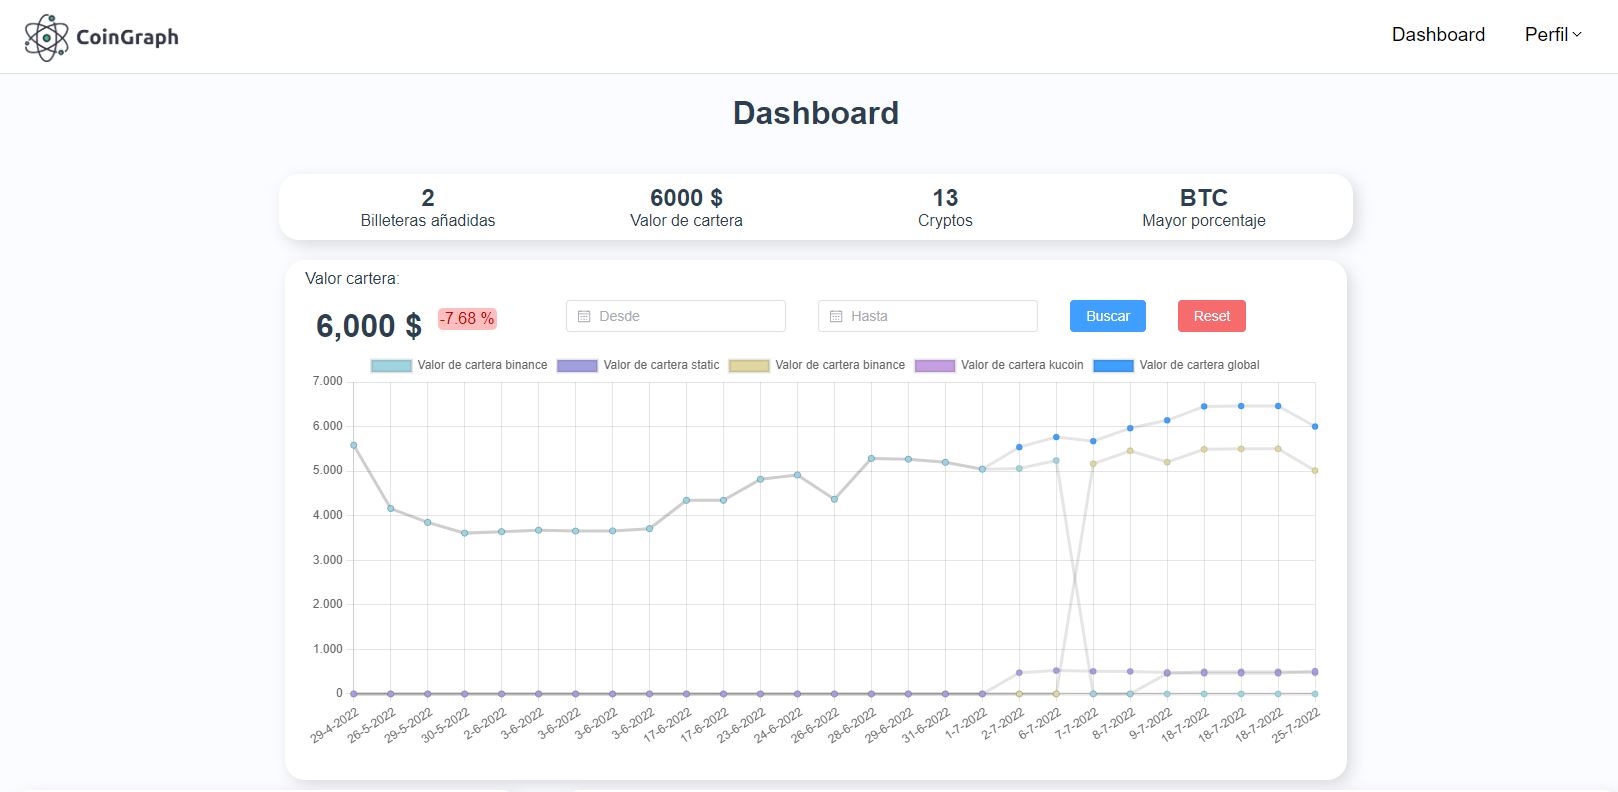 CoinGraph
Dashboard Perfil
Dashboard
2 6000 $ 13 BTC
Billeteras añadidas Valor de cartera Cryptos Mayor porcentaje
Valor cartera:
6,000 $ -7.68 % Desde Hasta Buscar Reset
Valor de cartera binance Valor de cartera static Valor de cartera binance Valor de cartera kucoin Valor de cartera global
7.000
6.000
5.000
4.000
3.000
2.000
1.000
0
29-4-2022 26-5-2022 29-5-2022 30-5-2022 2-6-2022 3-6-2022 3-6-2022 3-6-2022 3-6-2022 17-6-2022 17-6-2022 23-6-2022 24-6-2022 26-6-2022 28-6-2022 29-6-2022 31-6-2022 1-7-2022 2-7-2022 6-7-2022 7-7-2022 8-7-2022 9-7-2022 18-7-2022 18-7-2022 18-7-2022 25-7-2022